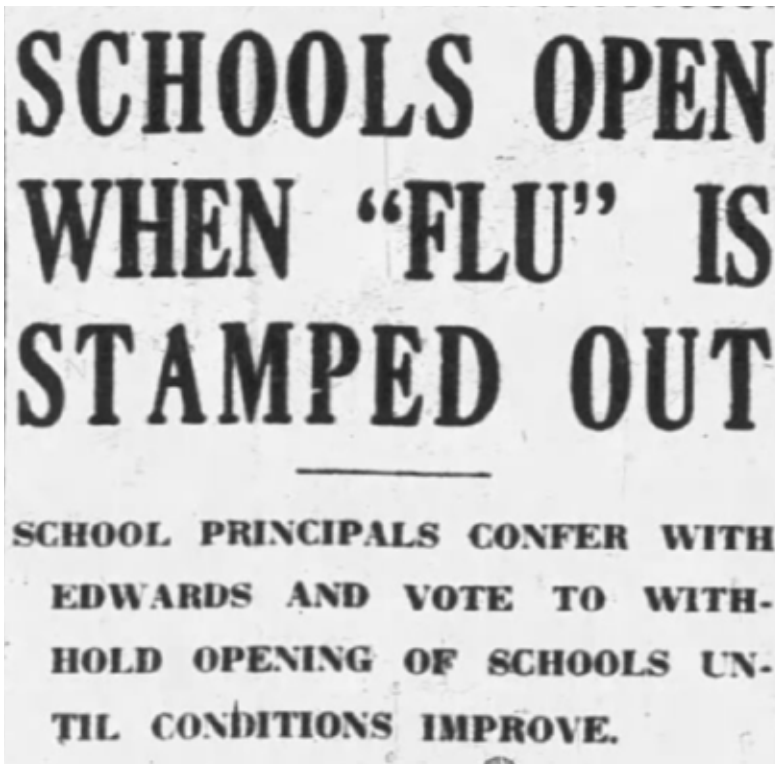 SCHOOLS OPEN
WHEN “FLU” IS
STAMPED OUT
SCHOOL PRINCIPALS CONFER WITH
EDWARDS AND VOTE TO WITH-
HOLD OPENING OF SCHOOLS UN-
TIL CONDITIONS IMPROVE.